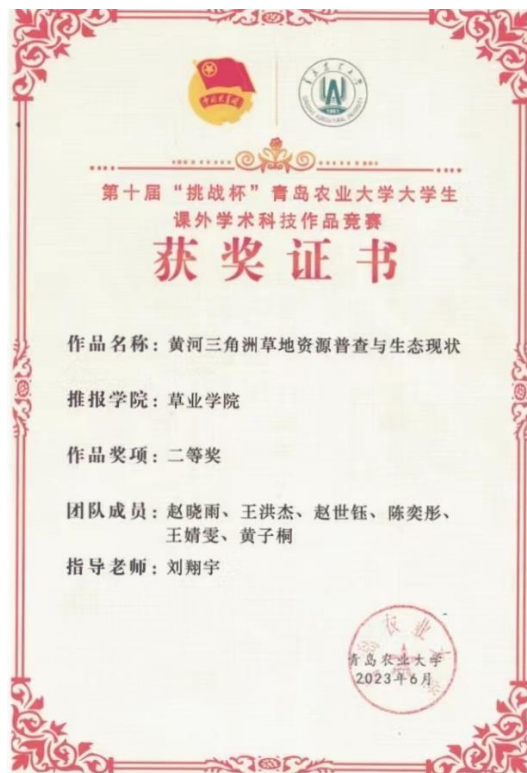 第十届“挑战杯”青岛农业大学大学生
课外学术科技作品竞赛
获奖证书
作品名称：黄河三角洲草地资源普查与生态现状
推报学院：草业学院
作品奖项：二等奖
团队成员：赵晓雨、王洪杰、赵世钰、陈奕彤、
王婧雯、黄子桐
指导老师：刘翔宇
青岛农业大学
2023年6月